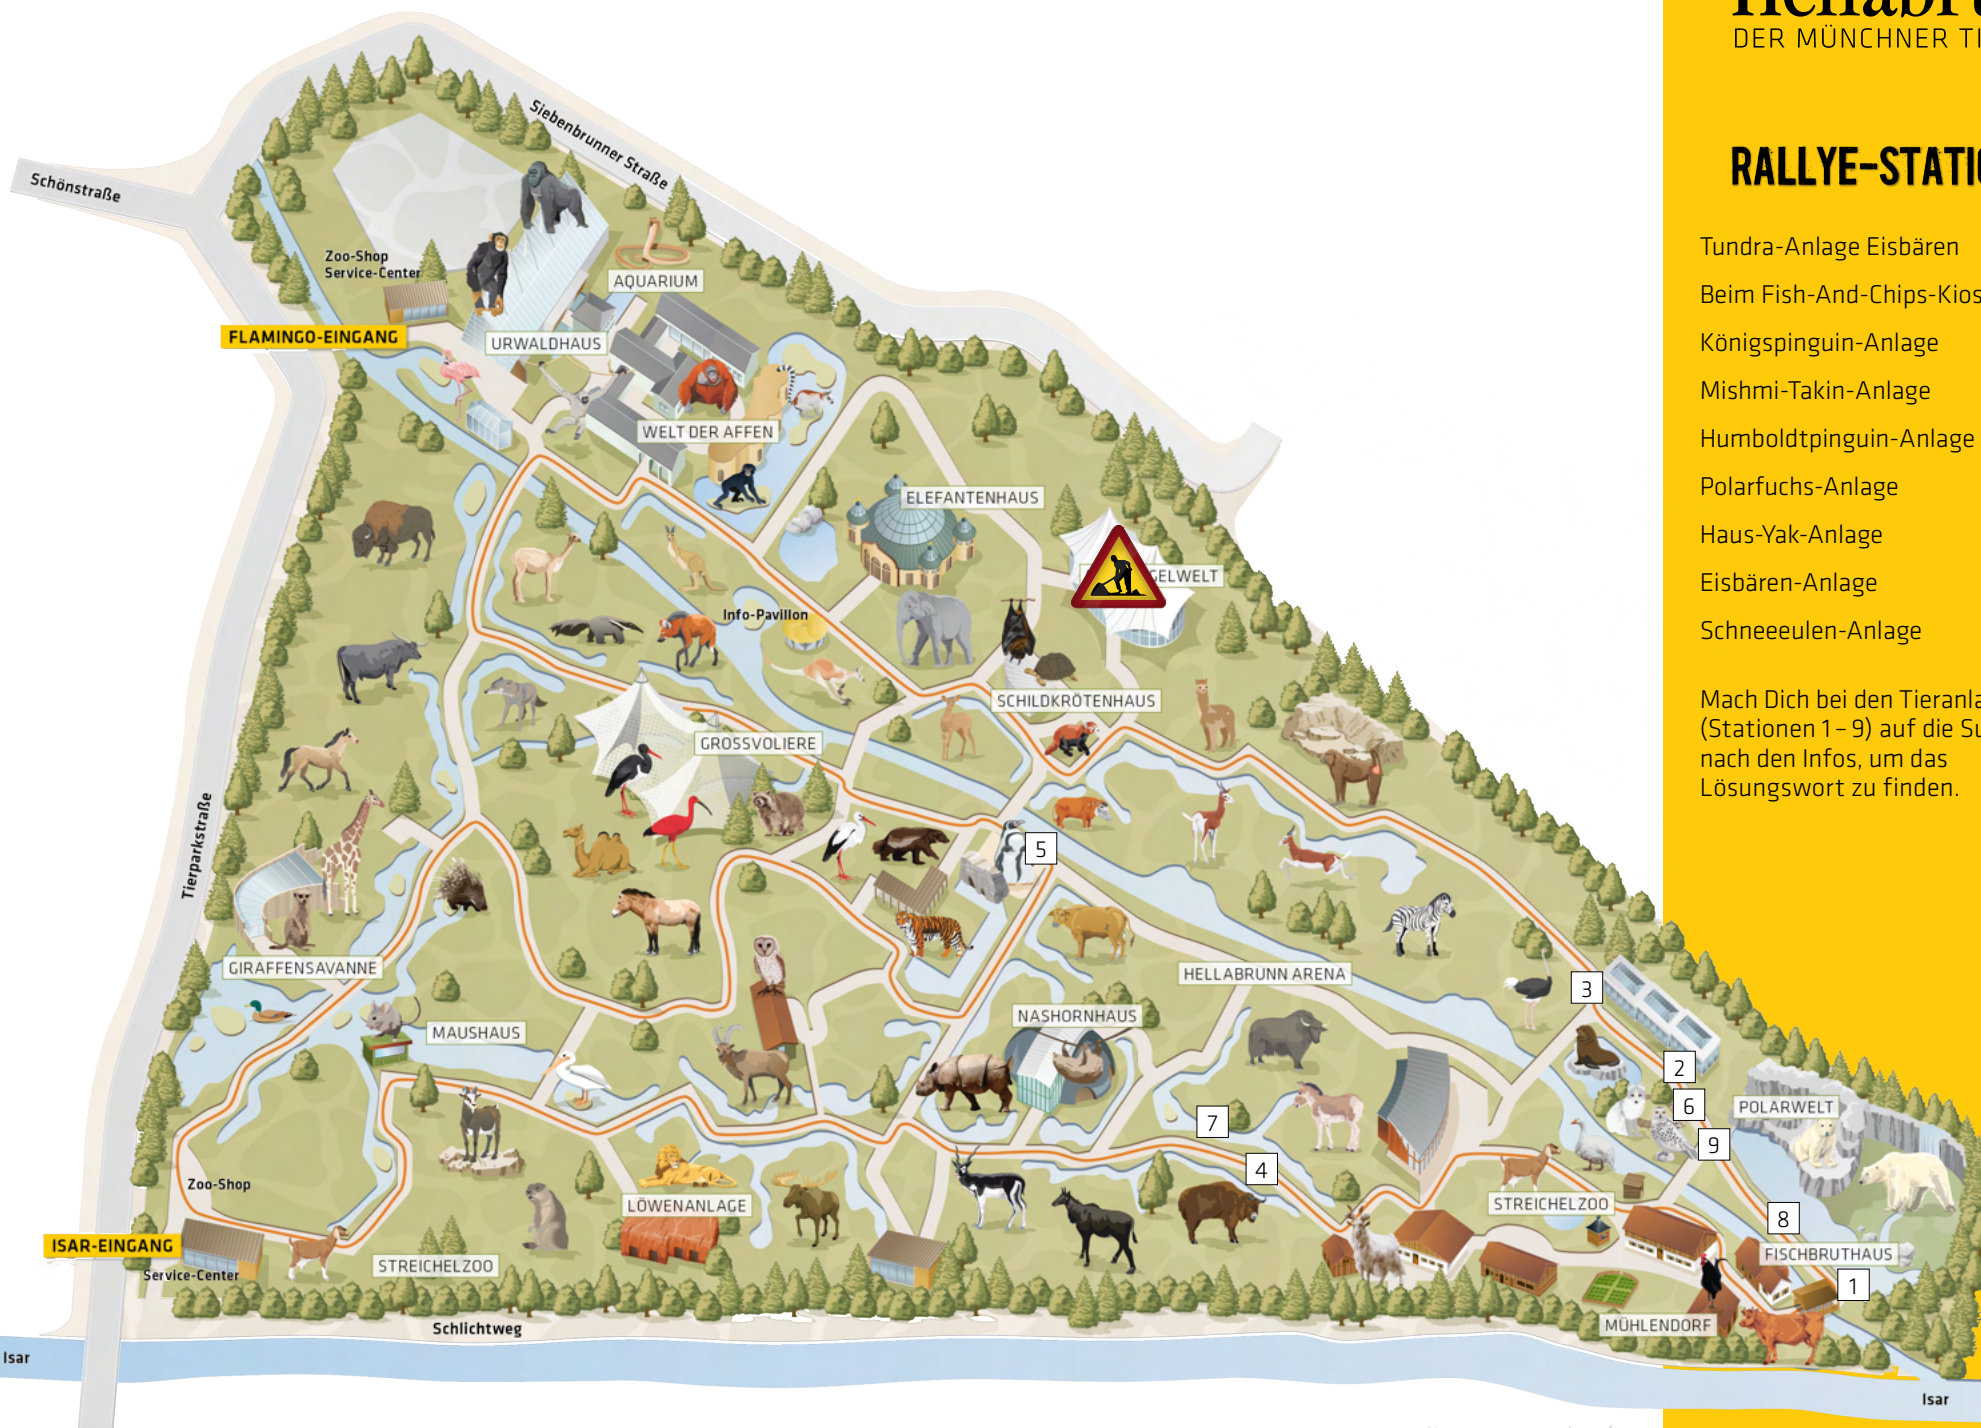 DER MÜNCHNER
Siebenbrunner Straße
Schönstraße
Zoo-Shop
Service-Center
AQUARIUM
FLAMINGO-EINGANG
URWALDHAUS
WELT DER AFFEN
ELEFANTENHAUS
GELWELT
Info-Pavillon
SCHILDKRÖTENHAUS
GROSSVOLIERE
Tierparkstraße
5
GIRAFFENSAVANNE
HELLABRUNN ARENA
3
NASHORNHAUS
MAUSHAUS
2
6
POLARWELT
7
9
4
Zoo-Shop
LÖWENANLAGE
STREICHELZOO
8
ISAR-EINGANG
FISCHBRUTHAUS
Service-Center
STREICHELZOO
1
MÜHLENDORF
Schlichtweg
Isar
Isar
RALLYE-STATIO
Tundra-Anlage Eisbären
Beim Fish-And-Chips-Kios
Königspinguin-Anlage
Mishmi-Takin-Anlage
Humboldtpinguin-Anlage
Polarfuchs-Anlage
Haus-Yak-Anlage
Eisbären-Anlage
Schneeeulen-Anlage
Mach Dich bei den Tieranla
(Stationen 1 – 9) auf die Su
nach den Infos, um das
Lösungswort zu finden.